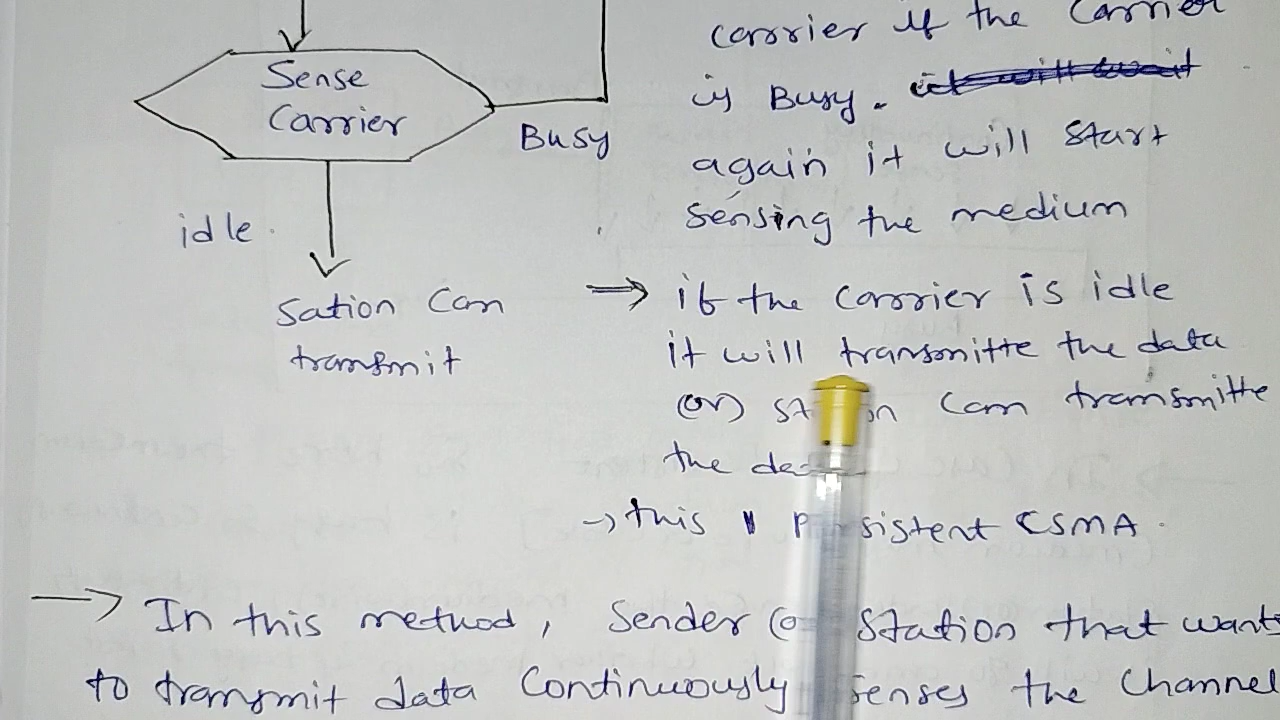 Sense
Carrier
Busy
idle
Sation Can
transmit
carrier if the Carrier
is Busy.
again it will start
sensing the medium
→ if the carrier is idle
it will transmitte the data
(or) can transmitte
the
→ this 1 sistent CSMA.
→ In this method, Sender Station that wants
to transmit data Continuously senses the Channel